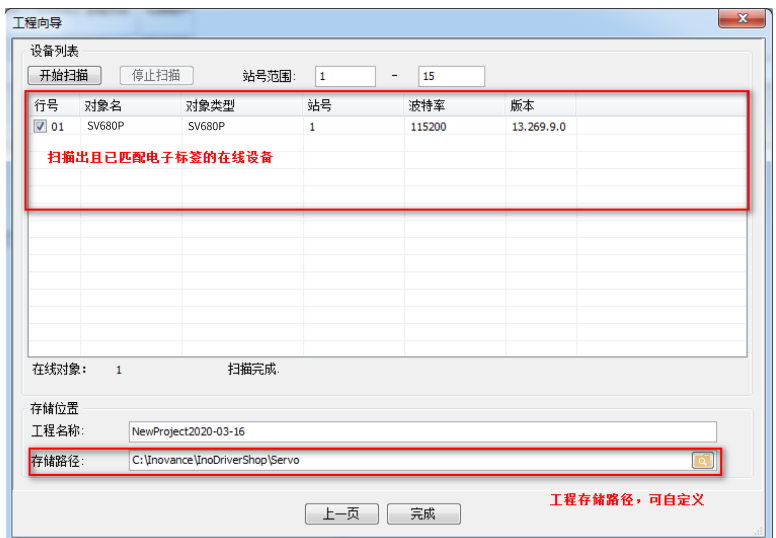 工程向导
设备列表
开始扫描 停止扫描 站号范围: 1 - 15
行号 对象名 对象类型 站号 波特率 版本
01 SV680P SV680P 1 115200 13.269.9.0
扫描出且已匹配电子标签的在线设备
在线对象: 1 扫描完成.
存储位置
工程名称: NewProject2020-03-16
存储路径: C:\Inovance\InoDriverShop\Servo
工程存储路径，可自定义
上一页 完成